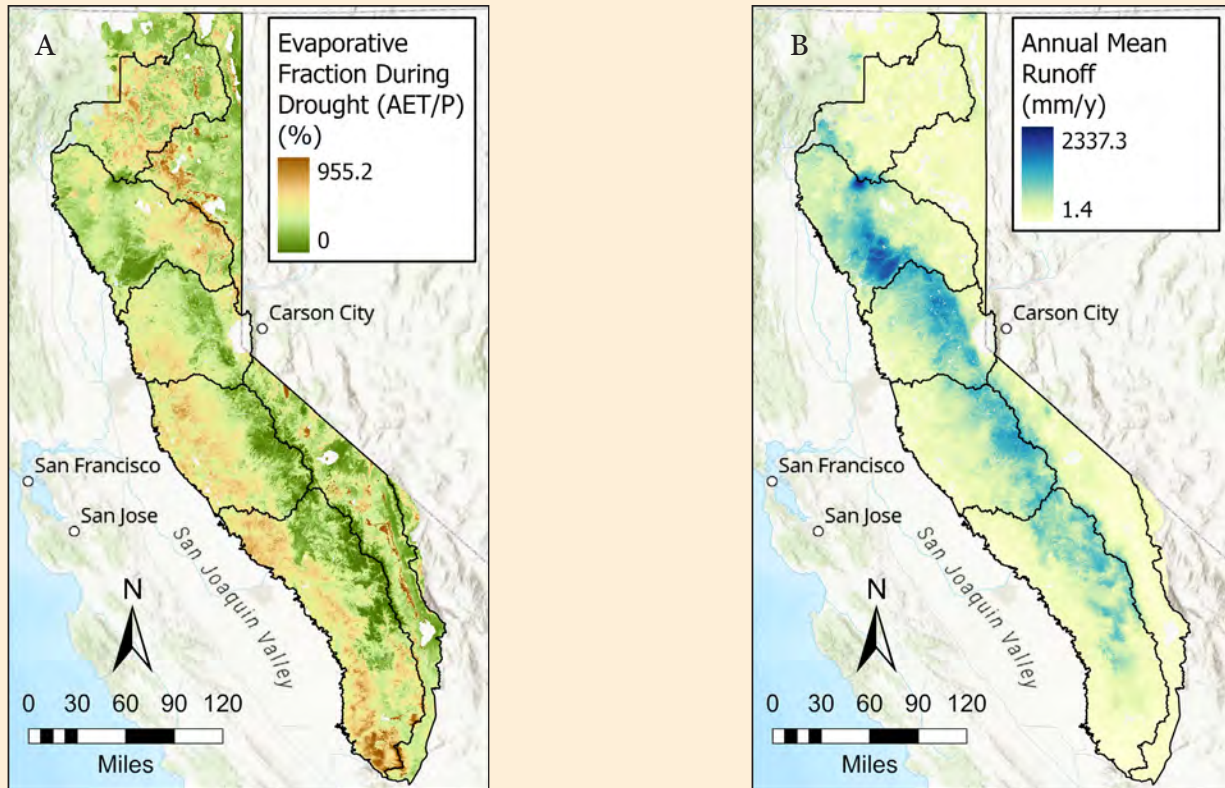 A
Evaporative
Fraction During
Drought (AET/P)
(%)
955.2
0
Carson City
San Francisco
San Jose
San Joaquin Valley
N
0 30 60 90 120
Miles
B
Annual Mean
Runoff
(mm/y)
2337.3
1.4
Carson City
San Francisco
San Jose
San Joaquin Valley
N
0 30 60 90 120
Miles